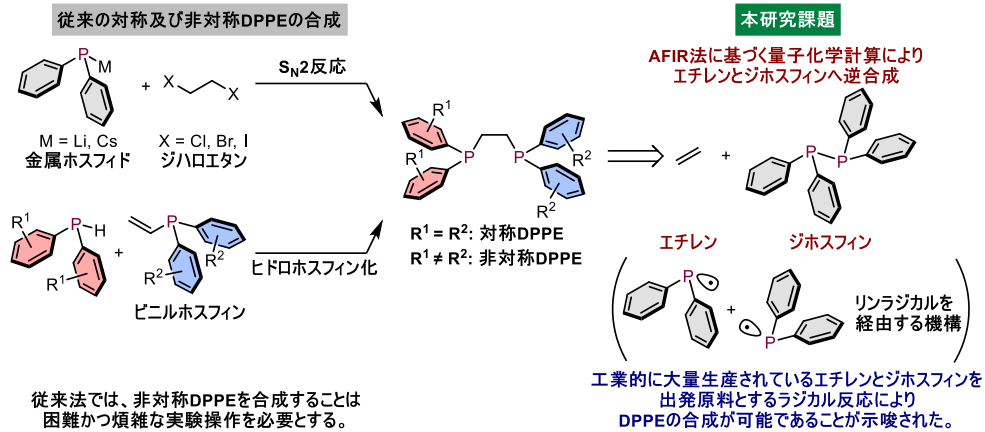 従来の対称及び非対称DPPEの合成
P
M
+
X
X
SN2反応
M = Li, Cs
金属ホスフィド
X = Cl, Br, I
ジハロエタン
R1
P
H
R1
+
P
R2
R2
ビニルホスフィン
ヒドロホスフィン化
R1
R1
P
P
R2
R2
R1 = R2: 対称DPPE
R1 ≠ R2: 非対称DPPE
従来法では、非対称DPPEを合成することは
困難かつ煩雑な実験操作を必要とする。
本研究課題
AFIR法に基づく量子化学計算により
エチレンとジホスフィンへ逆合成
+
P
P
エチレン
ジホスフィン
P
+
P
リンラジカルを
経由する機構
工業的に大量生産されているエチレンとジホスフィンを
出発原料とするラジカル反応により
DPPEの合成が可能であることが示唆された。